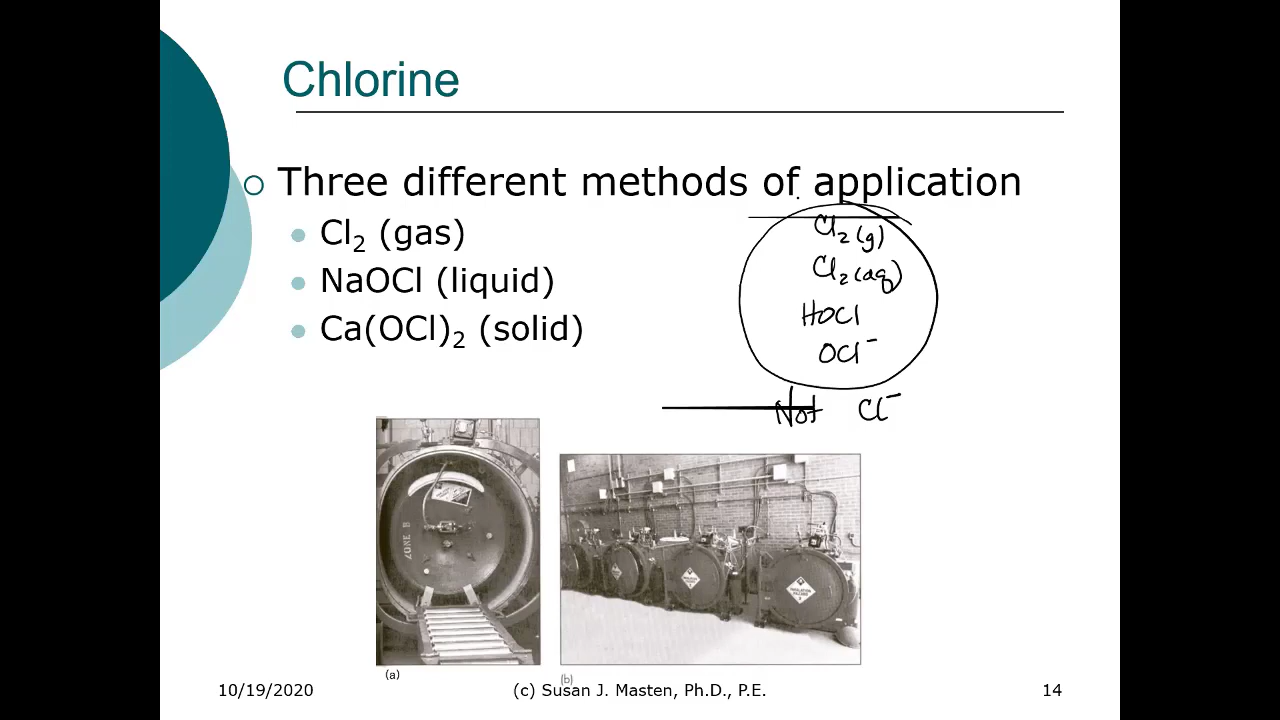 Chlorine
Three different methods of application
Cl₂ (gas)
NaOCl (liquid)
Ca(OCl)₂ (solid)
Cl₂(g)
Cl₂(aq)
HOCl
OCl⁻
Not Cl⁻
ZONE B
(a)
(b)
10/19/2020
(c) Susan J. Masten, Ph.D., P.E.
14